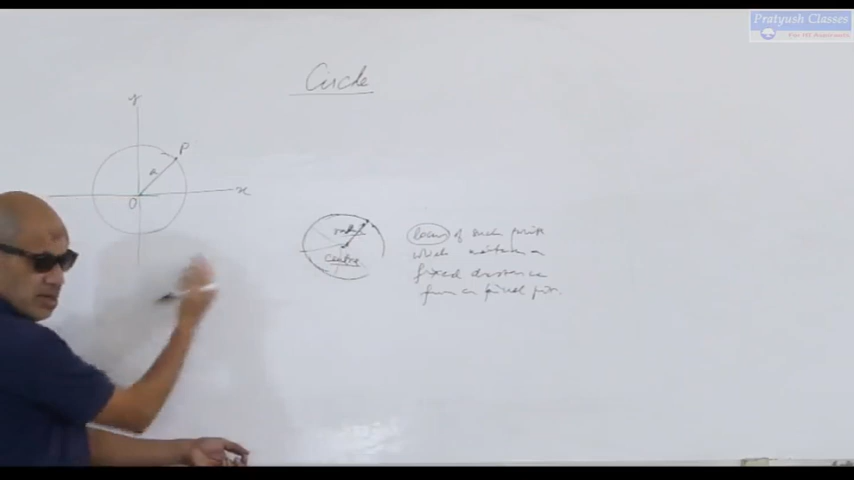 Pratyush Classes
Circle
y
P
a
O
x
radius
centre
locus of such points
which maintain a
fixed distance
from a fixed point.